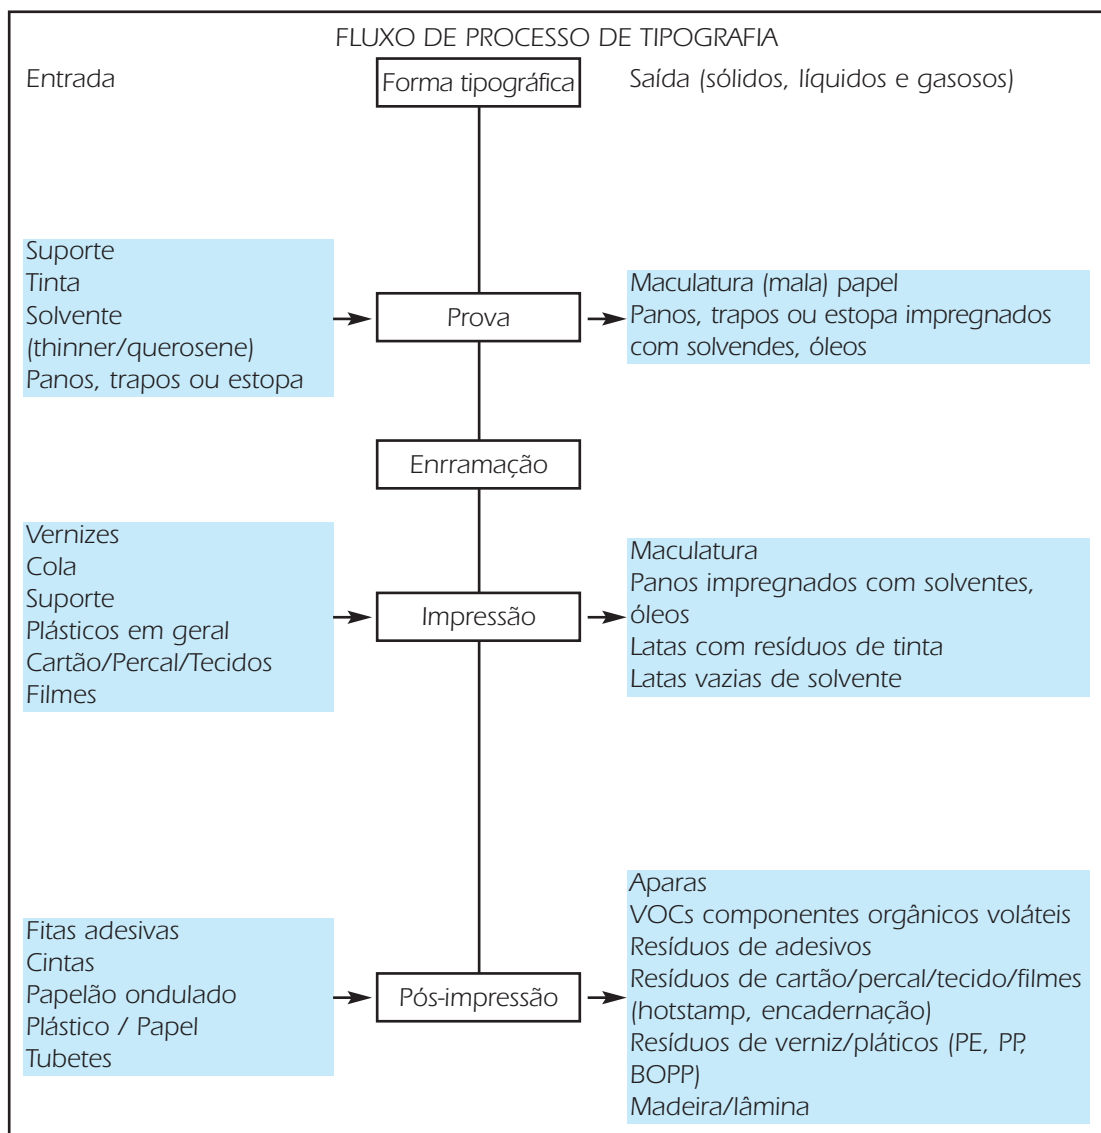 FLUXO DE PROCESSO DE TIPOGRAFIA
Entrada
Forma tipográfica
Saída (sólidos, líquidos e gasosos)
Suporte
Tinta
Solvente
(thinner/querosene)
Panos, trapos ou estopa
Prova
Maculatura (mala) papel
Panos, trapos ou estopa impregnados
com solvendes, óleos
Enrramação
Vernizes
Cola
Suporte
Plásticos em geral
Cartão/Percal/Tecidos
Filmes
Impressão
Maculatura
Panos impregnados com solventes,
óleos
Latas com resíduos de tinta
Latas vazias de solvente
Fitas adesivas
Cintas
Papelão ondulado
Plástico / Papel
Tubetes
Pós-impressão
Aparas
VOCs componentes orgânicos voláteis
Resíduos de adesivos
Resíduos de cartão/percal/tecido/filmes
(hotstamp, encadernação)
Resíduos de verniz/pláticos (PE, PP,
BOPP)
Madeira/lâmina